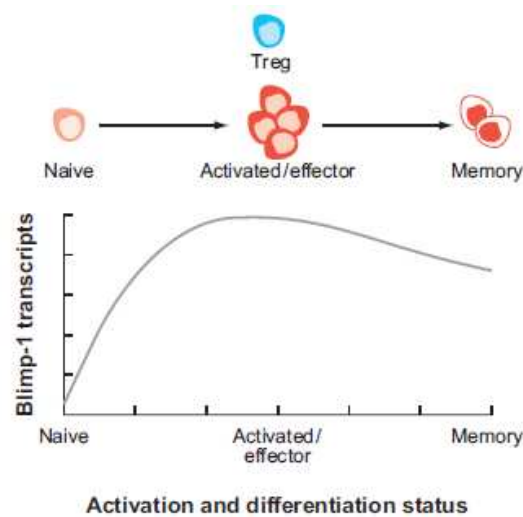 Treg
Naive
Activated/effector
Memory
Blimp-1 transcripts
Naive
Activated/
effector
Memory
Activation and differentiation status